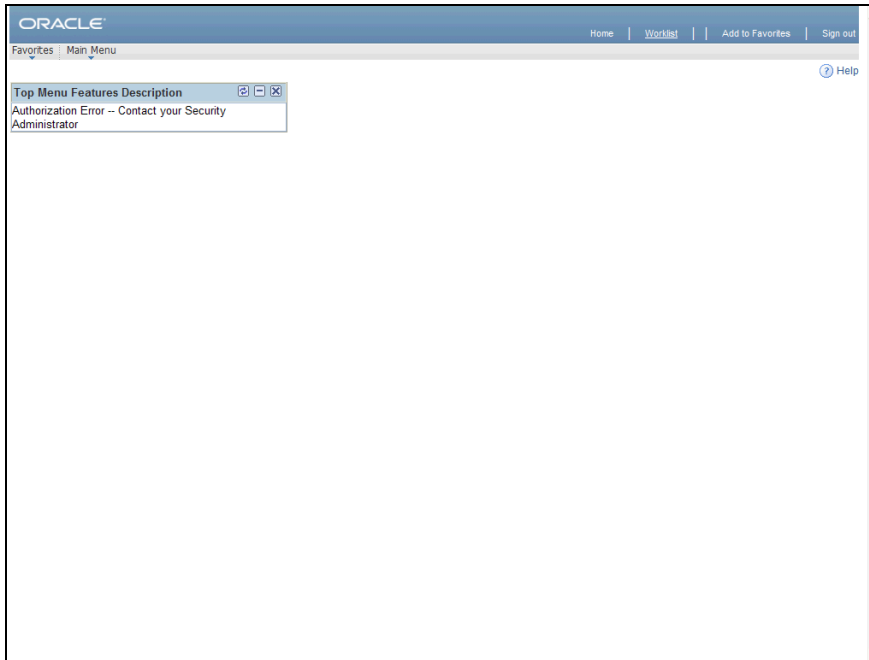 ORACLE
Home | Worklist | | Add to Favorites | Sign out
Favorites Main Menu
? Help
Top Menu Features Description
Authorization Error -- Contact your Security
Administrator